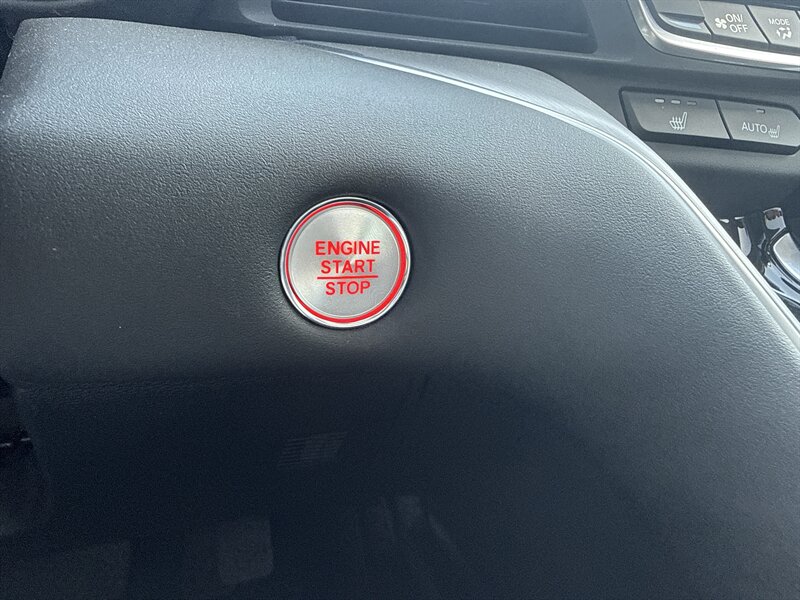 ON/
OFF
MODE
AUTO
ENGINE
START
STOP